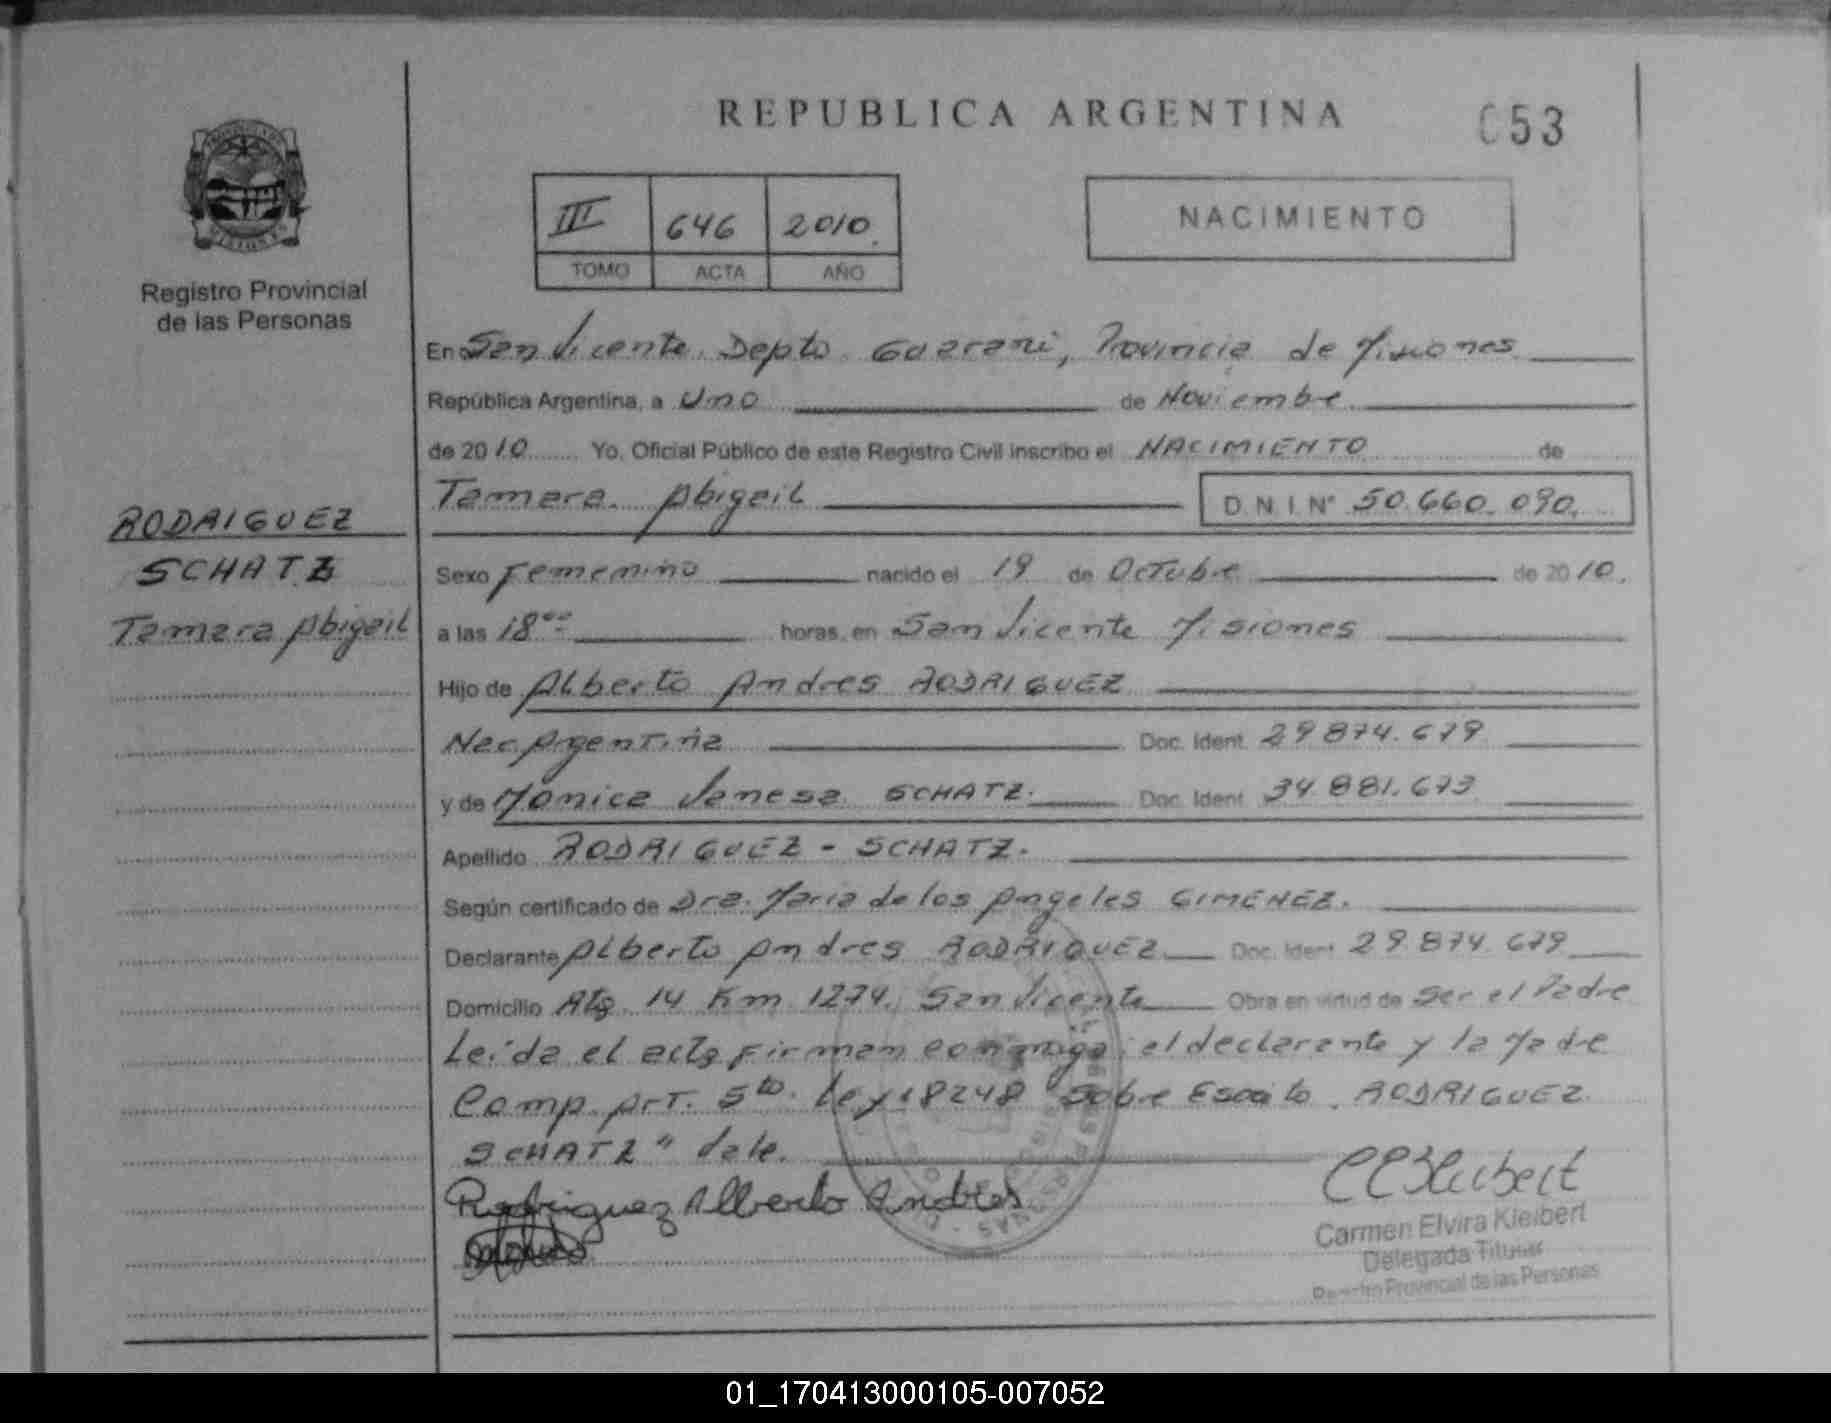 REPUBLICA ARGENTINA
053
PROVINCIA DE MISIONES
Registro Provincial
de las Personas
III 646 2010.
TOMO ACTA AÑO
NACIMIENTO
En San Vicente Depto. Guarani, Provincia de Misiones
República Argentina, a Uno de Noviembre
de 2010 Yo, Oficial Público de este Registro Civil inscribo el NACIMIENTO de
Tamara Abigail D.N.I. N° 50.660.090.
RODRIGUEZ
SCHATZ
Tamara Abigail
Sexo Femenino nacido el 19 de Octubre de 2010.
a las 18 horas, en San Vicente Misiones
Hijo de Alberto Andres RODRIGUEZ
Nac. Argentina Doc. Ident. 29 874.679
y de Monica Vanesa SCHATZ. Doc. Ident. 34.881.673
Apellido RODRIGUEZ - SCHATZ.
Según certificado de Dra. Maria de los Angeles GIMENEZ.
Declarante Alberto Andres RODRIGUEZ Doc. Ident. 29.874.679
Domicilio 14 Km 1274. San Vicente Obra en virtud de Ser el Padre
Leida el acta firman conmigo el declarante y la Madre
Comp. Art. 5to. Ley 18248 Sobre Escrito RODRIGUEZ
SCHATZ" Vale.
Rodriguez Alberto Andres
Carmen Elvira Kleibert
Delegada Titular
Registro Provincial de las Personas
01_170413000105-007052